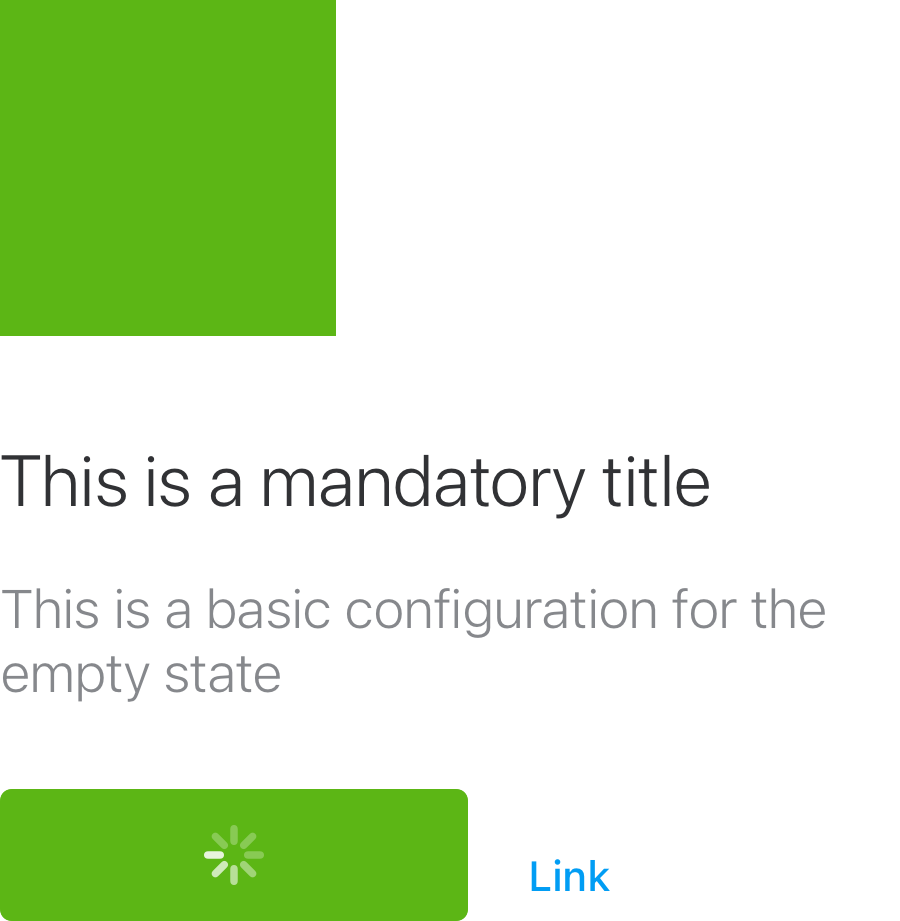 This is a mandatory title
This is a basic configuration for the
empty state
Link